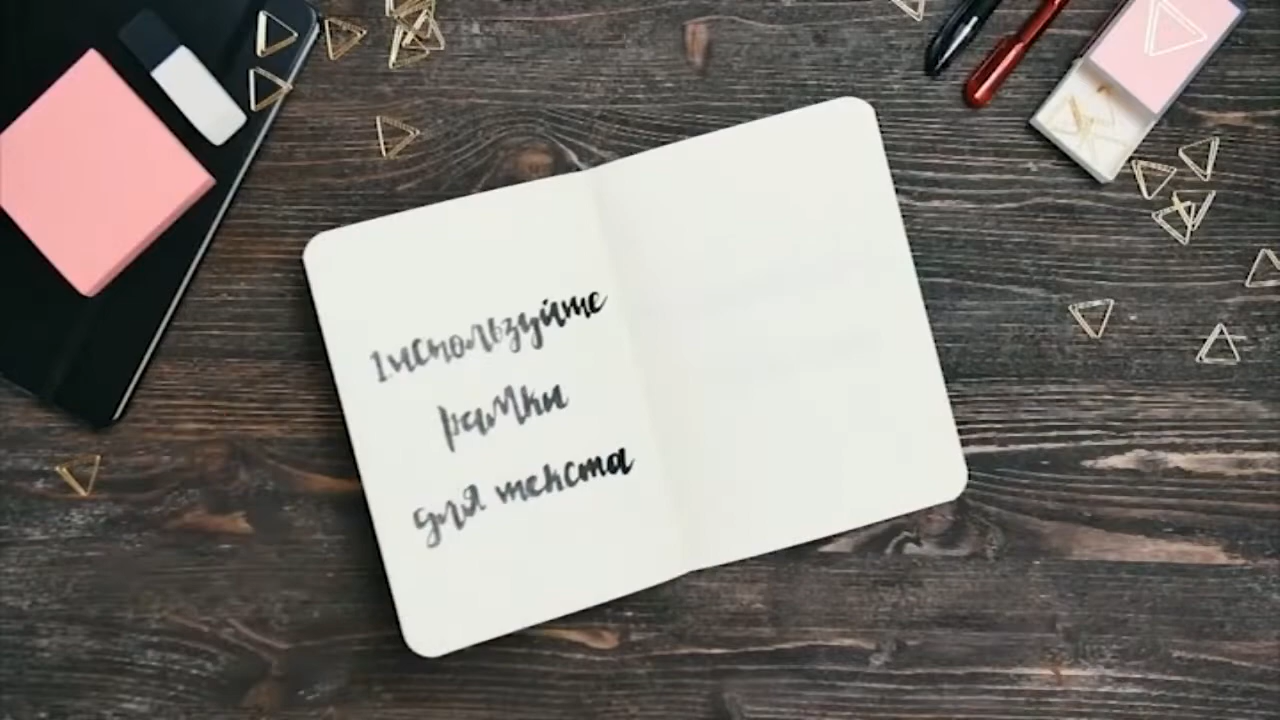 Используйте
рамки
для текста